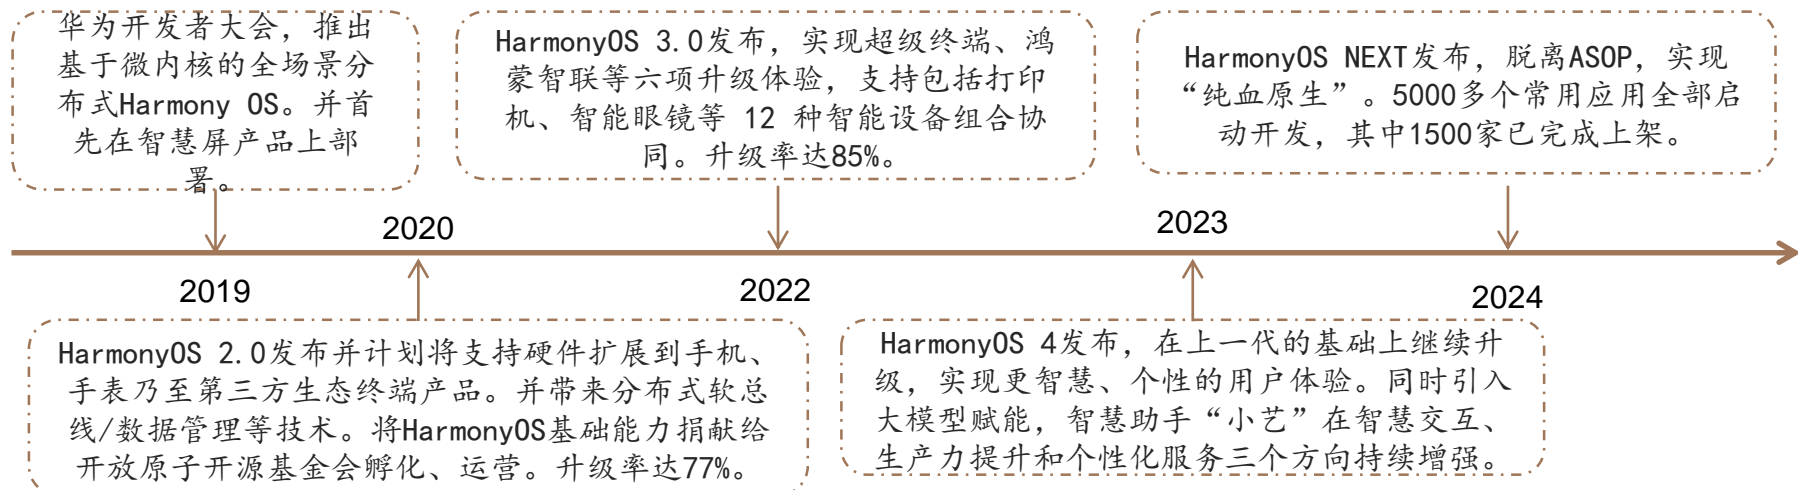 华为开发者大会，推出
基于微内核的全场景分
布式Harmony OS。并首
先在智慧屏产品上部
署。
HarmonyOS 3.0发布，实现超级终端、鸿
蒙智联等六项升级体验，支持包括打印
机、智能眼镜等 12 种智能设备组合协
同。升级率达85%。
HarmonyOS NEXT发布，脱离ASOP，实现
“纯血原生”。5000多个常用应用全部启
动开发，其中1500家已完成上架。
2020
2023
2019
2022
2024
HarmonyOS 2.0发布并计划将支持硬件扩展到手机、
手表乃至第三方生态终端产品。并带来分布式软总
线/数据管理等技术。将HarmonyOS基础能力捐献给
开放原子开源基金会孵化、运营。升级率达77%。
HarmonyOS 4发布，在上一代的基础上继续升
级，实现更智慧、个性的用户体验。同时引入
大模型赋能，智慧助手“小艺”在智慧交互、
生产力提升和个性化服务三个方向持续增强。